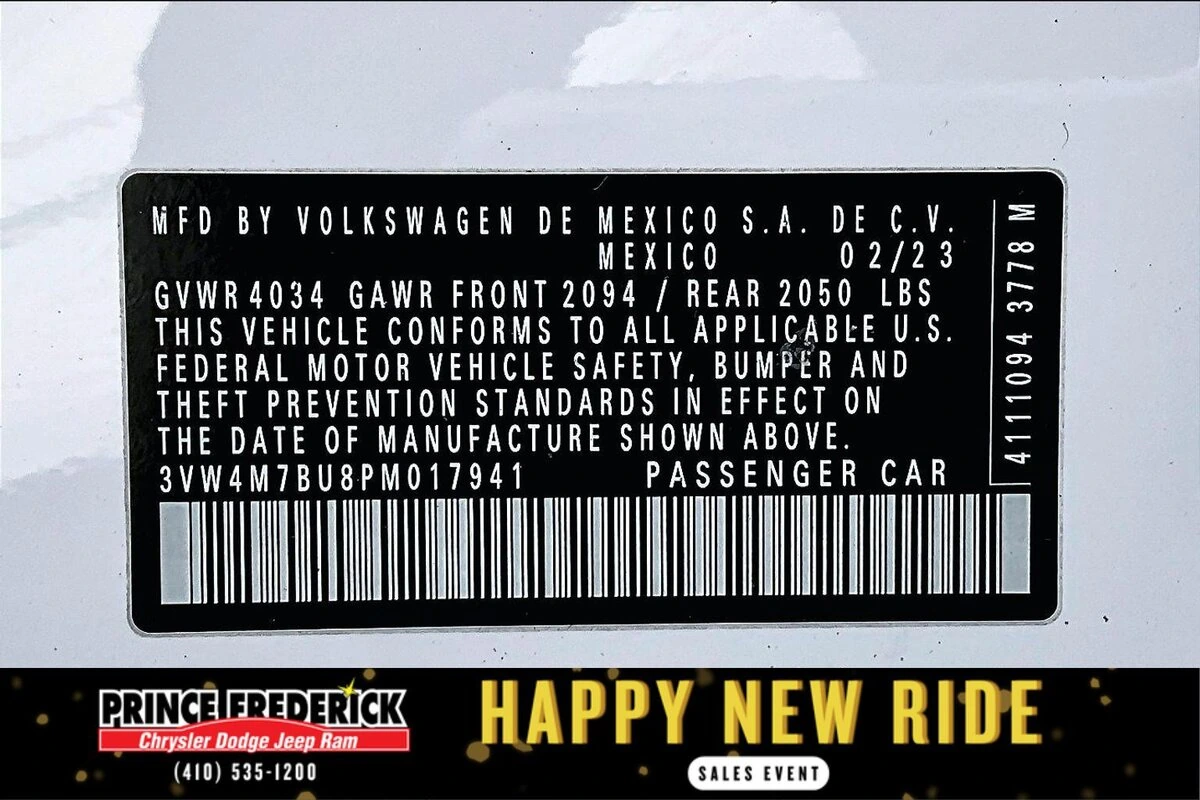 MFD BY VOLKSWAGEN DE MEXICO S.A. DE C.V.
MEXICO 02/23
GVWR 4034 GAWR FRONT 2094 / REAR 2050 LBS
THIS VEHICLE CONFORMS TO ALL APPLICABLE U.S.
FEDERAL MOTOR VEHICLE SAFETY, BUMPER AND
THEFT PREVENTION STANDARDS IN EFFECT ON
THE DATE OF MANUFACTURE SHOWN ABOVE.
3VW4M7BU8PM017941 PASSENGER CAR
4111094 3778 M
PRINCE FREDERICK
Chrysler Dodge Jeep Ram
(410) 535-1200
HAPPY NEW RIDE
SALES EVENT